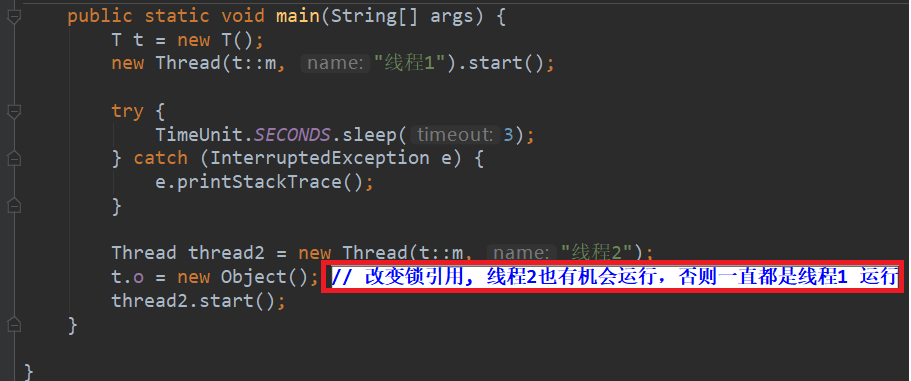 public static void main(String[] args) {
T t = new T();
new Thread(t::m, name: "线程1").start();
try {
TimeUnit.SECONDS.sleep( timeout: 3);
} catch (InterruptedException e) {
e.printStackTrace();
}
Thread thread2 = new Thread(t::m, name: "线程2");
t.o = new Object(); // 改变锁引用, 线程2也有机会运行，否则一直都是线程1 运行
thread2.start();
}
}